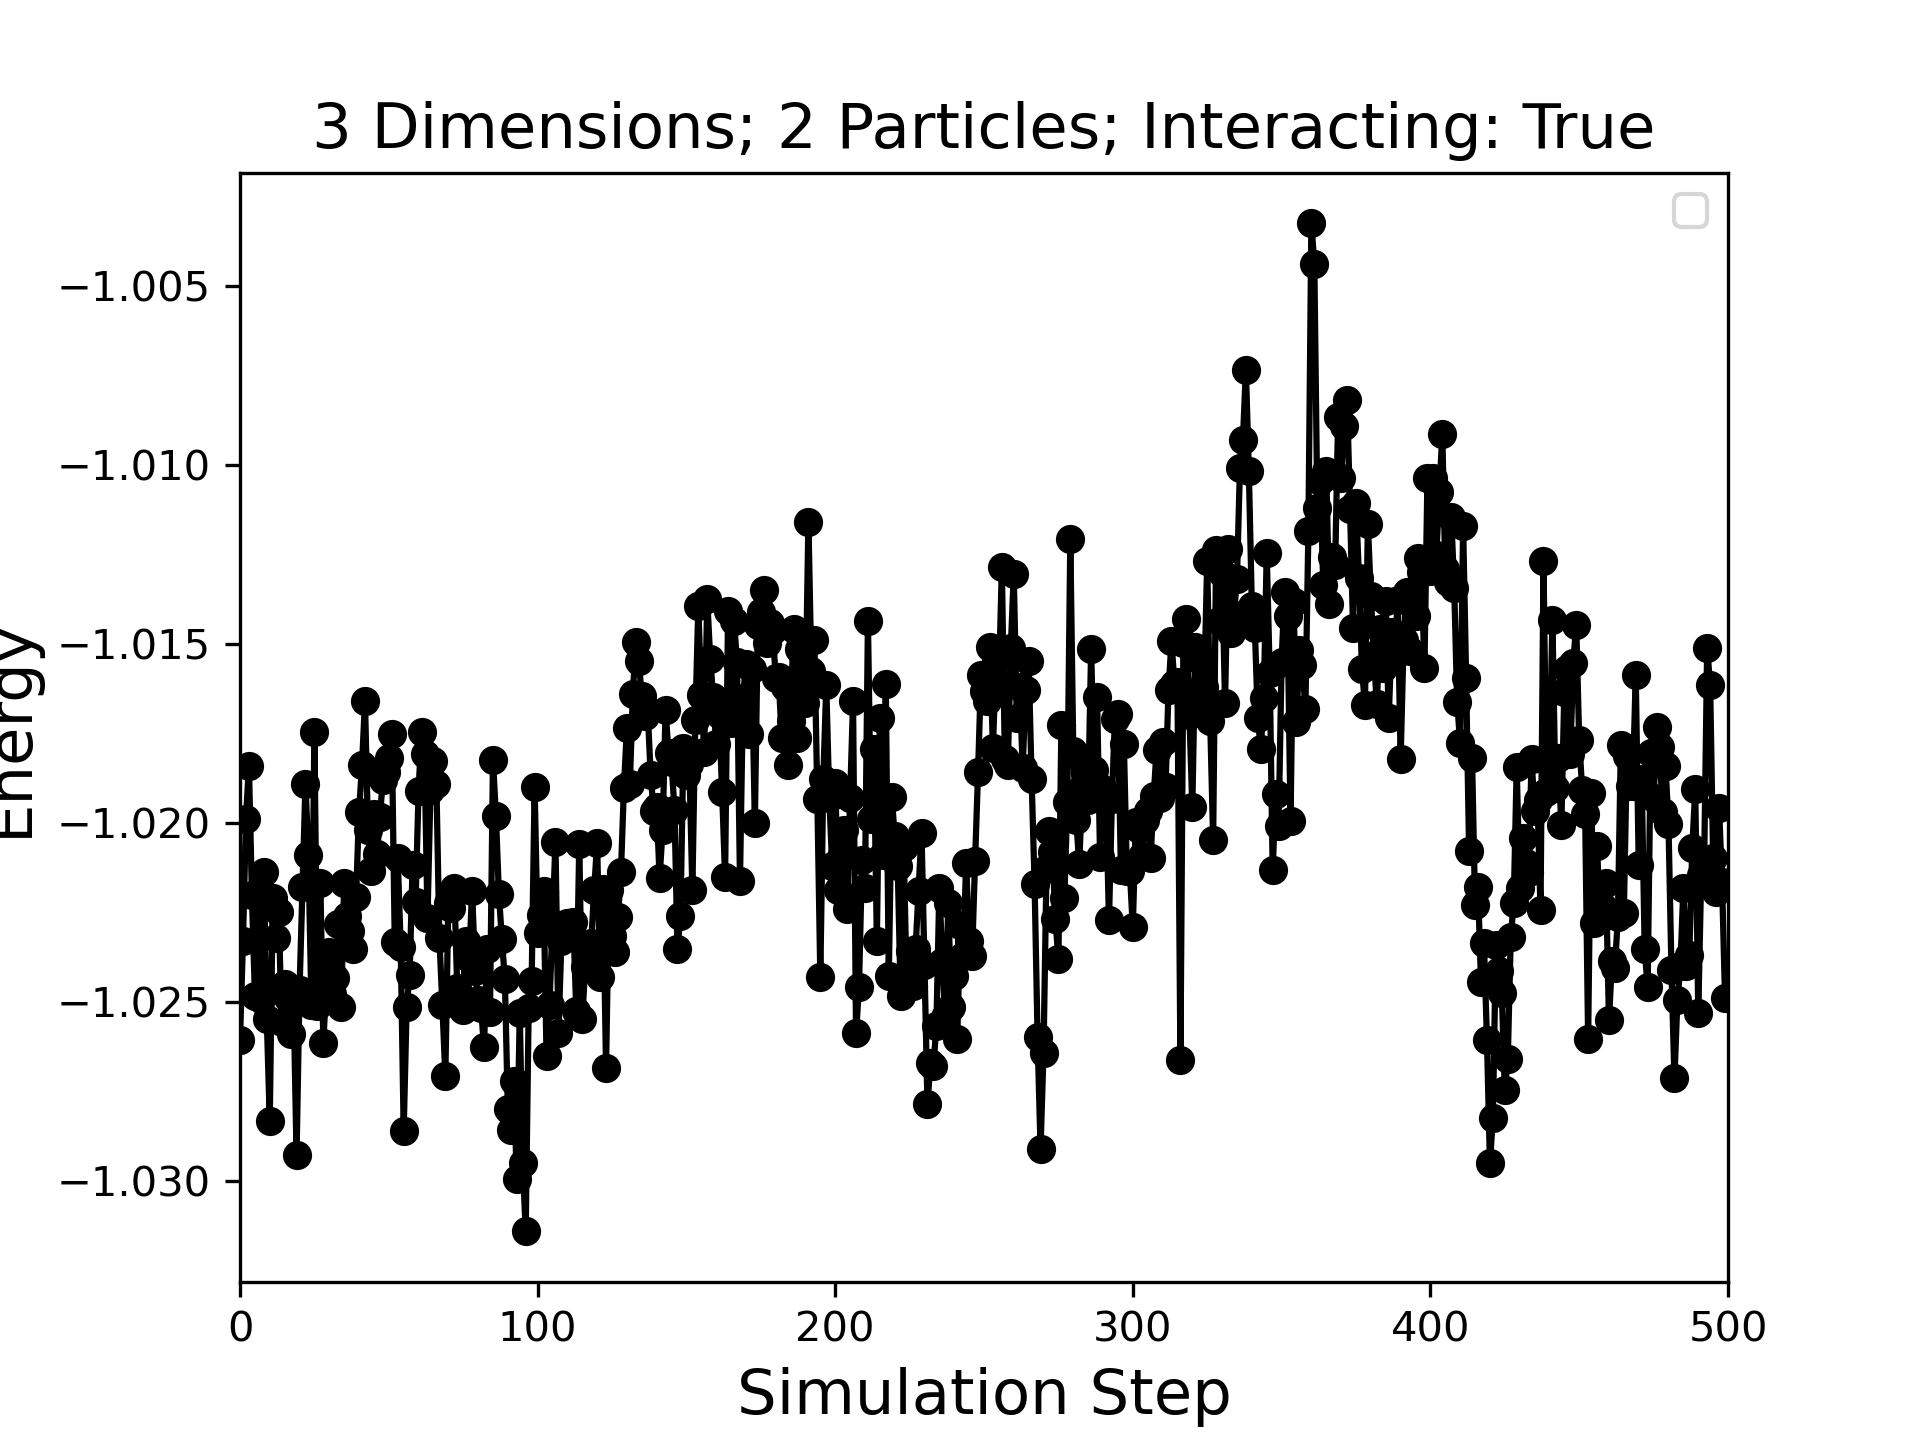 3 Dimensions; 2 Particles; Interacting: True
−1.005
−1.010
−1.015
−1.020
−1.025
−1.030
Energy
0 100 200 300 400 500
Simulation Step